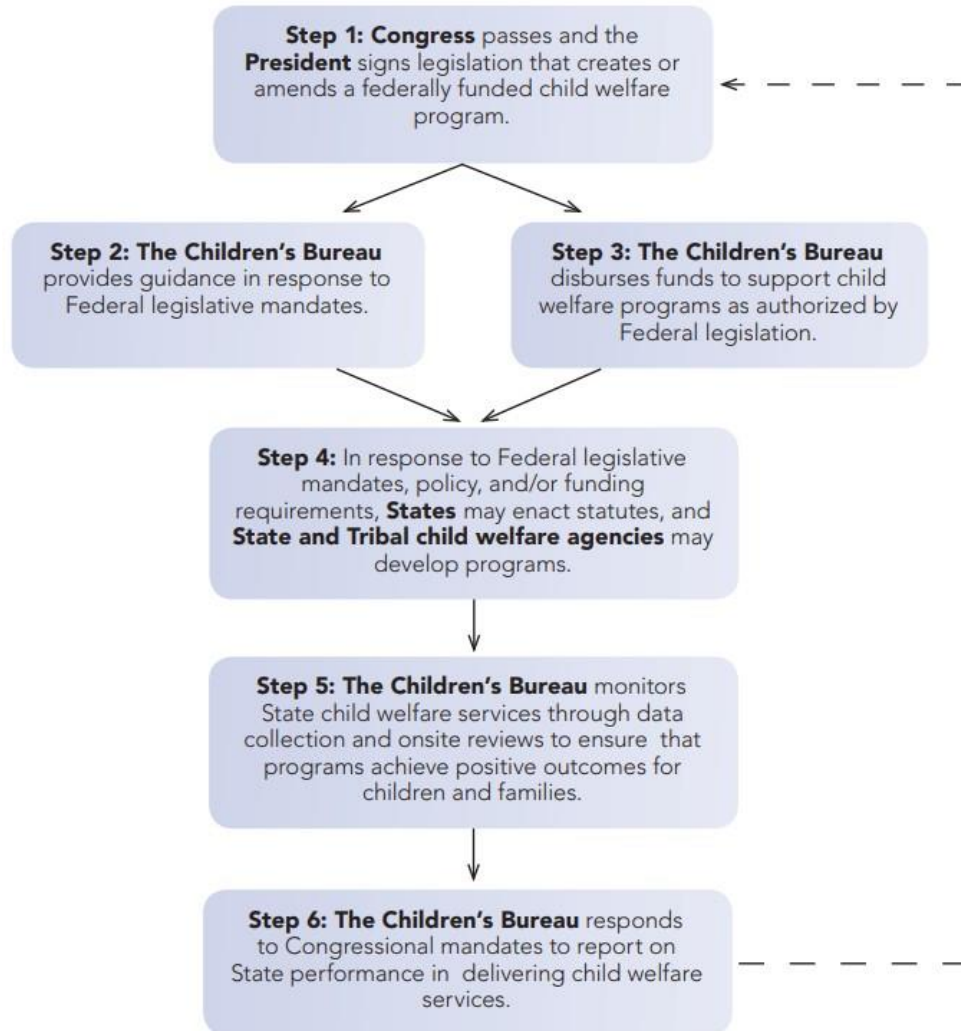 Step 1: Congress passes and the
President signs legislation that creates or
amends a federally funded child welfare
program.
Step 2: The Children's Bureau
provides guidance in response to
Federal legislative mandates.
Step 3: The Children's Bureau
disburses funds to support child
welfare programs as authorized by
Federal legislation.
Step 4: In response to Federal legislative
mandates, policy, and/or funding
requirements, States may enact statutes, and
State and Tribal child welfare agencies may
develop programs.
Step 5: The Children's Bureau monitors
State child welfare services through data
collection and onsite reviews to ensure that
programs achieve positive outcomes for
children and families.
Step 6: The Children's Bureau responds
to Congressional mandates to report on
State performance in delivering child welfare
services.